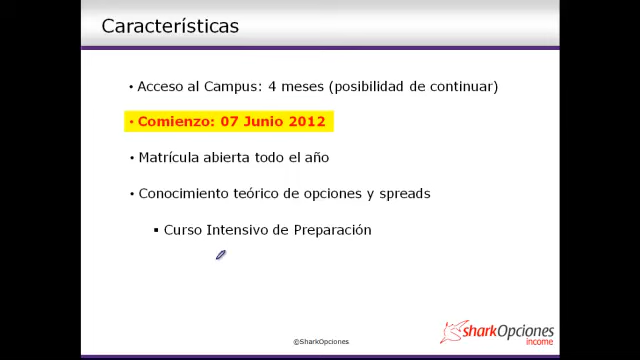 Características
• Acceso al Campus: 4 meses (posibilidad de continuar)
• Comienzo: 07 Junio 2012
• Matrícula abierta todo el año
• Conocimiento teórico de opciones y spreads
▪ Curso Intensivo de Preparación
©SharkOpciones
sharkOpciones
income